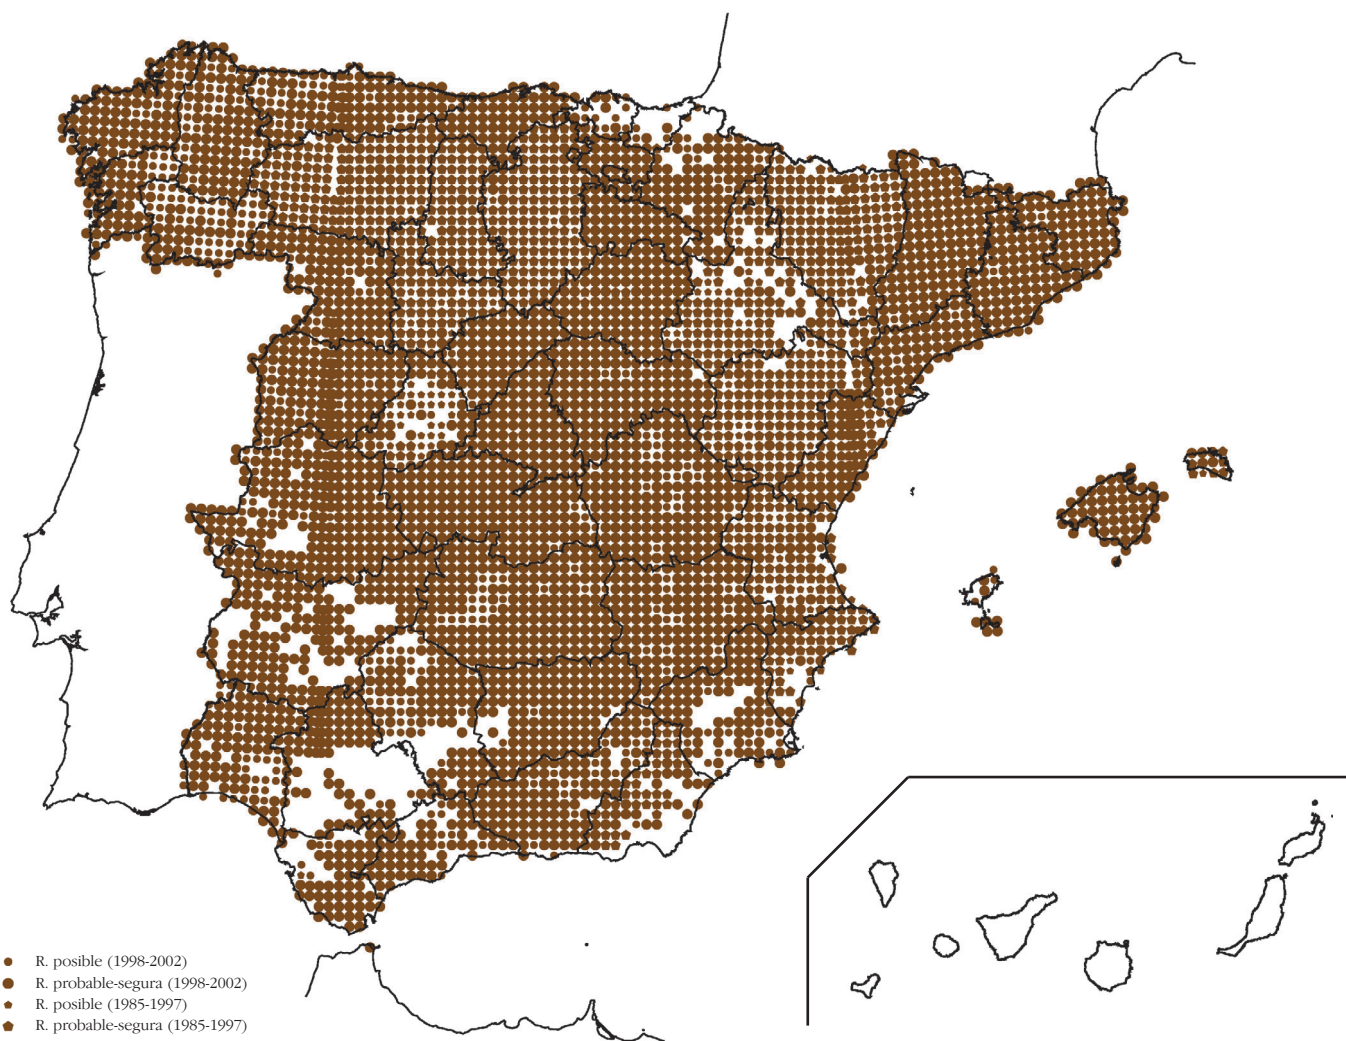 R. posible (1998-2002)
R. probable-segura (1998-2002)
R. posible (1985-1997)
R. probable-segura (1985-1997)